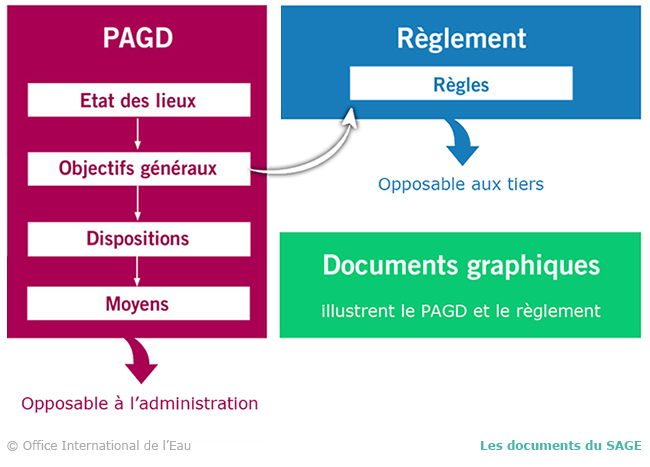 PAGD
Etat des lieux
Objectifs généraux
Dispositions
Moyens
Opposable à l'administration
Règlement
Règles
Opposable aux tiers
Documents graphiques
illustrent le PAGD et le règlement
© Office International de l'Eau
Les documents du SAGE